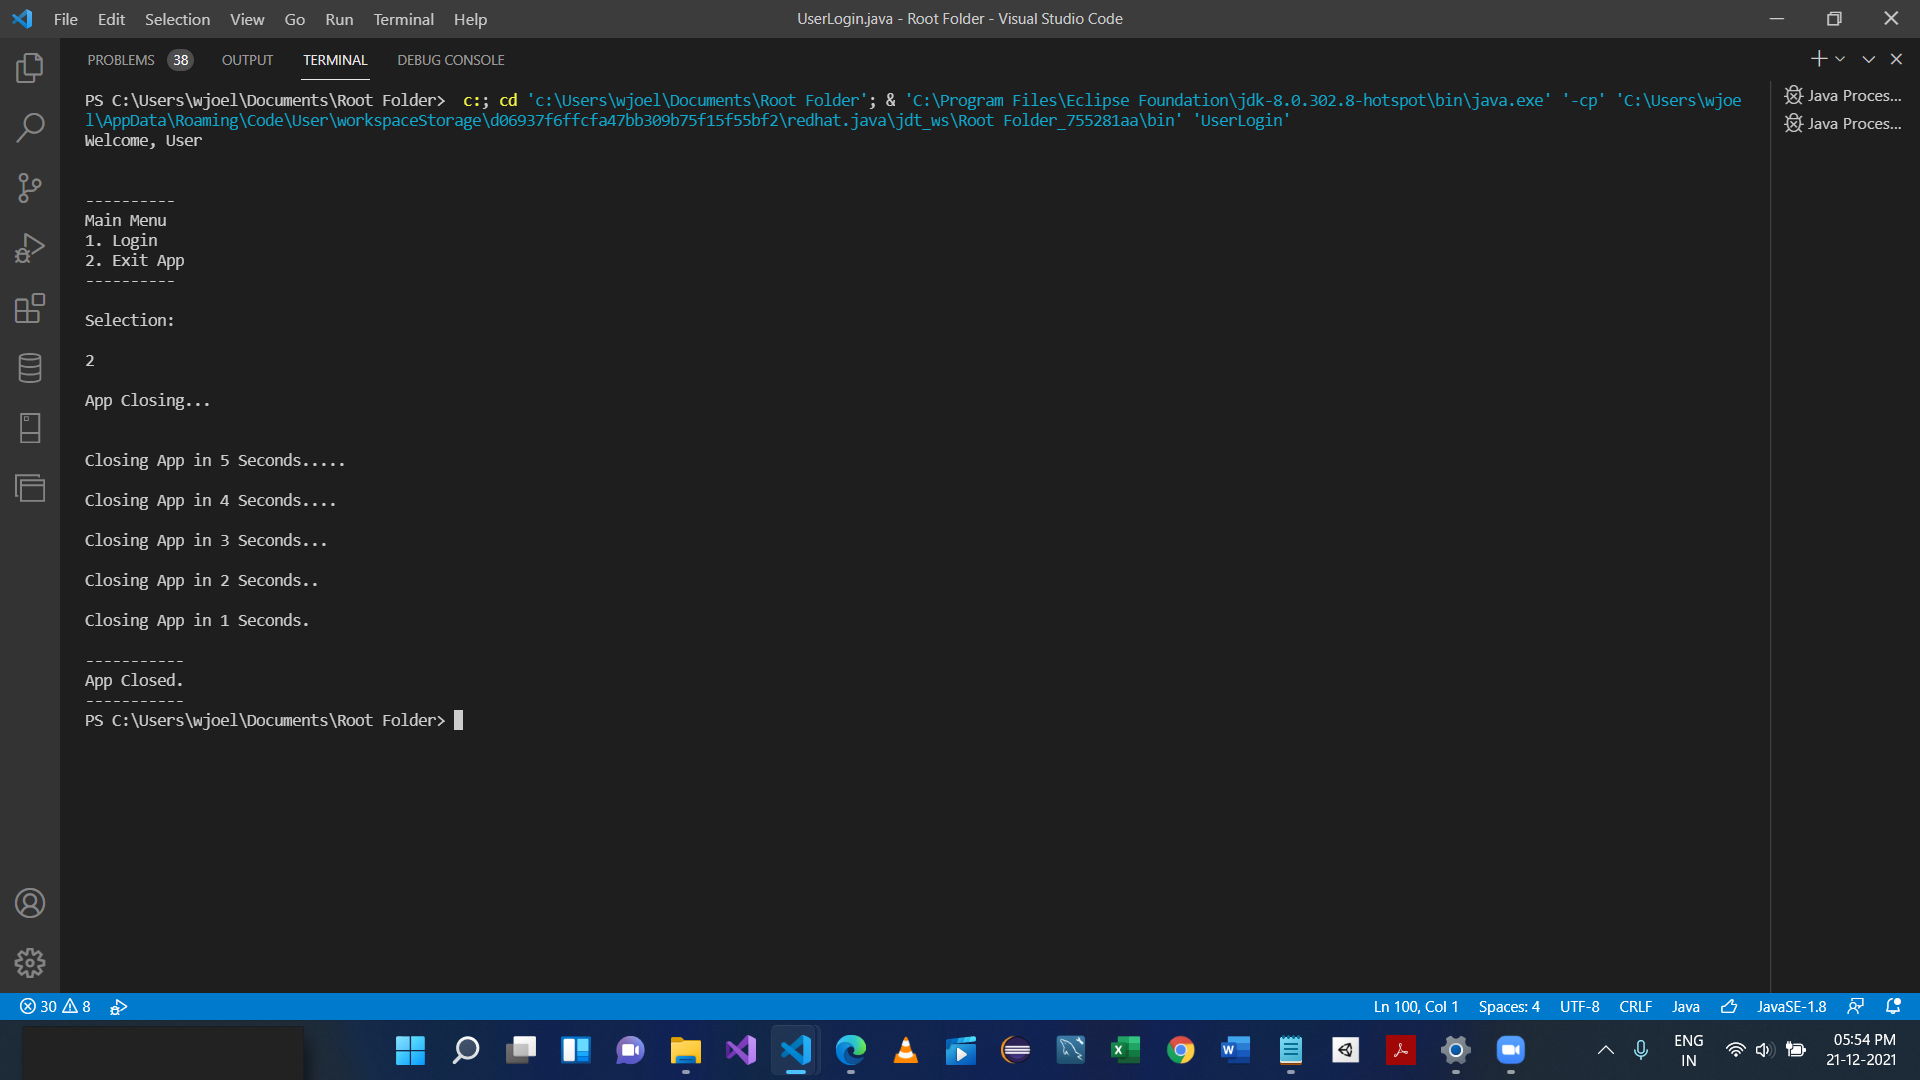 File Edit Selection View Go Run Terminal Help
UserLogin.java - Root Folder - Visual Studio Code
PROBLEMS 38 OUTPUT TERMINAL DEBUG CONSOLE
PS C:\Users\wjoel\Documents\Root Folder>  c:; cd 'c:\Users\wjoel\Documents\Root Folder'; & 'C:\Program Files\Eclipse Foundation\jdk-8.0.302.8-hotspot\bin\java.exe' '-cp' 'C:\Users\wjoe
l\AppData\Roaming\Code\User\workspaceStorage\d06937f6ffcfa47bb309b75f15f55bf2\redhat.java\jdt_ws\Root Folder_755281aa\bin' 'UserLogin'
Welcome, User
----------
Main Menu
1. Login
2. Exit App
----------
Selection:
2
App Closing...
Closing App in 5 Seconds.....
Closing App in 4 Seconds....
Closing App in 3 Seconds...
Closing App in 2 Seconds..
Closing App in 1 Seconds.
-----------
App Closed.
-----------
PS C:\Users\wjoel\Documents\Root Folder>
Java Proces...
Java Proces...
30 8
Ln 100, Col 1 Spaces: 4 UTF-8 CRLF Java JavaSE-1.8
ENG
IN
05:54 PM
21-12-2021